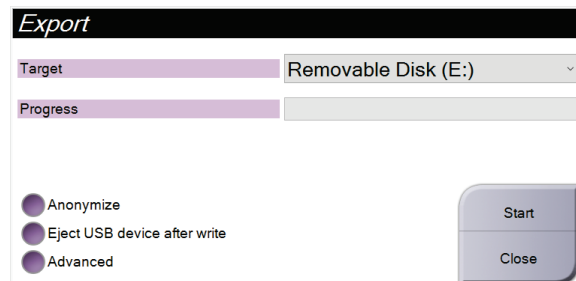 Export
Target
Removable Disk (E:)
Progress
Anonymize
Eject USB device after write
Advanced
Start
Close